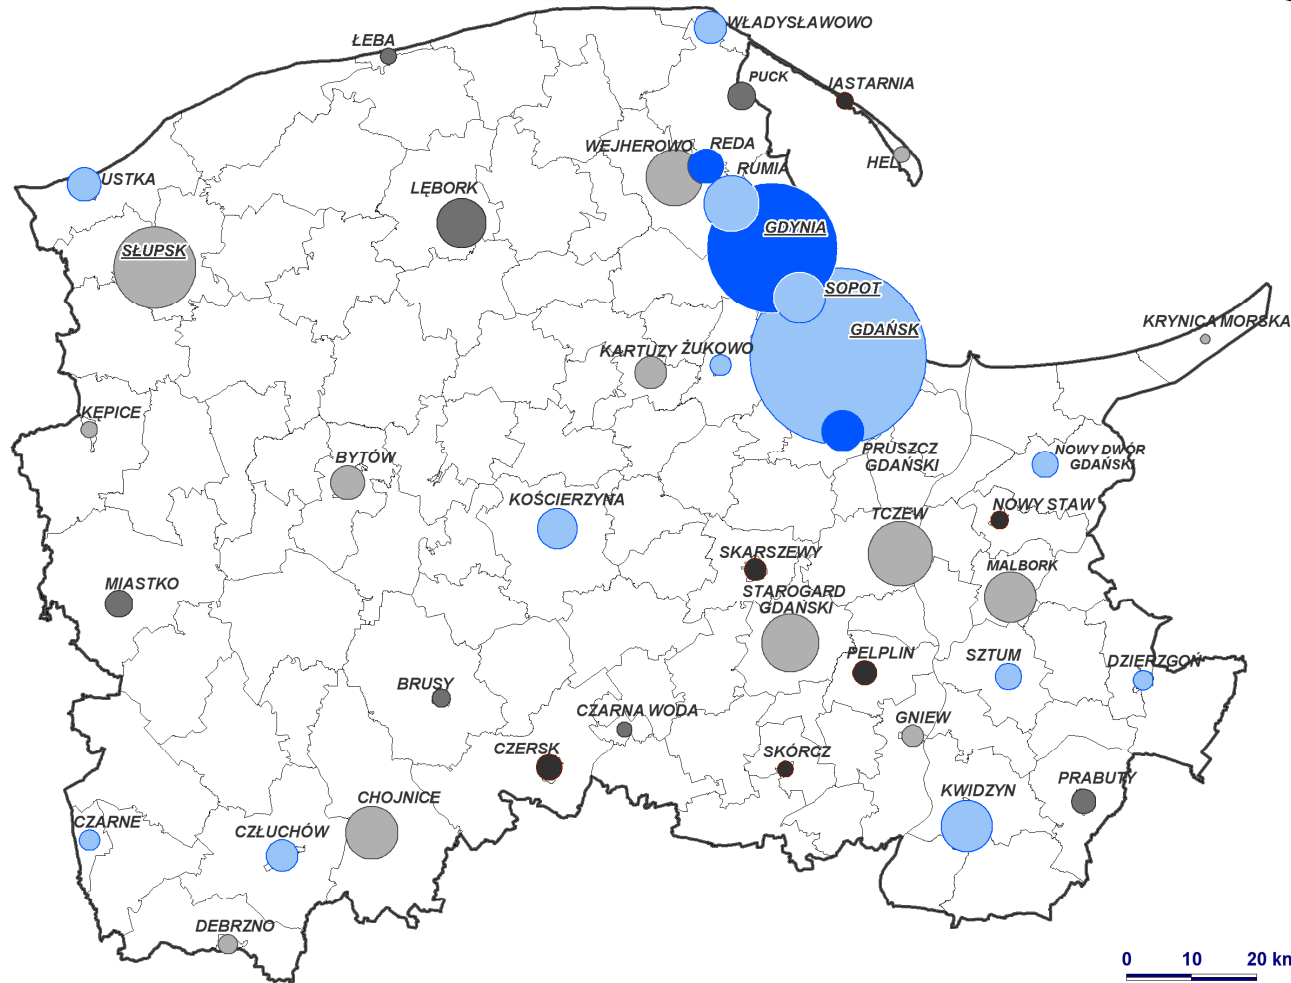 WŁADYSŁAWOWO
ŁEBA
PUCK
JASTARNIA
WEJHEROWO
REDA
HEL
RUMIA
USTKA
LĘBORK
GDYNIA
SŁUPSK
SOPOT
GDAŃSK
KRYNICA MORSKA
KARTUZY
ŻUKOWO
KĘPICE
BYTÓW
PRUSZCZ
GDAŃSKI
NOWY DWÓR
GDAŃSKI
KOŚCIERZYNA
NOWY STAW
TCZEW
SKARSZEWY
MALBORK
MIASTKO
STAROGARD
GDAŃSKI
PELPLIN
SZTUM
DZIERZGOŃ
BRUSY
CZARNA WODA
GNIEW
CZERSK
SKÓRCZ
PRABUTY
KWIDZYN
CHOJNICE
CZARNE
CZŁUCHÓW
DEBRZNO
0 10 20 km